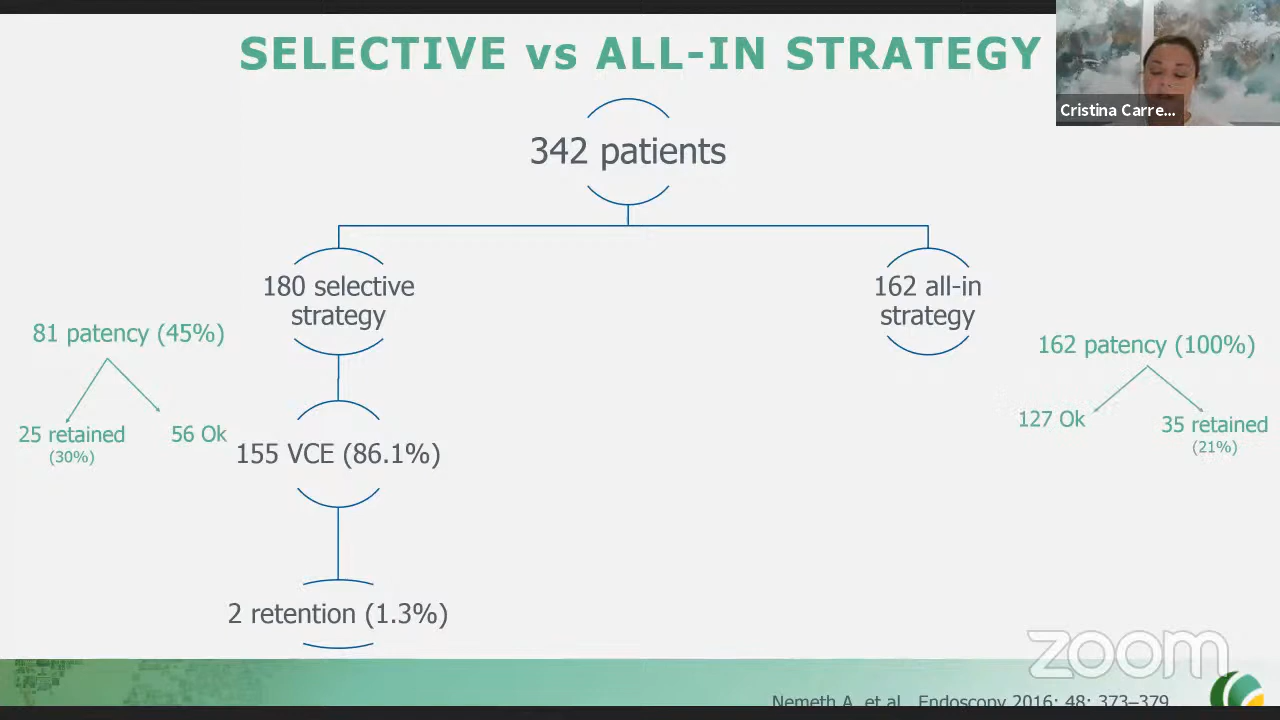 SELECTIVE vs ALL-IN STRATEGY
Cristina Carre...
342 patients
180 selective
strategy
162 all-in
strategy
81 patency (45%)
162 patency (100%)
25 retained
(30%)
56 Ok
127 Ok
35 retained
(21%)
155 VCE (86.1%)
2 retention (1.3%)
zoom
Nemeth A, et al. Endoscopy 2016; 48: 373–379